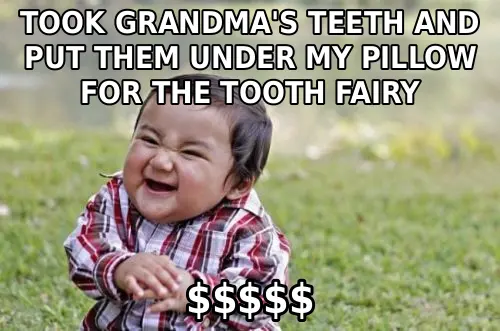 TOOK GRANDMA'S TEETH AND
PUT THEM UNDER MY PILLOW
FOR THE TOOTH FAIRY
$$$$$